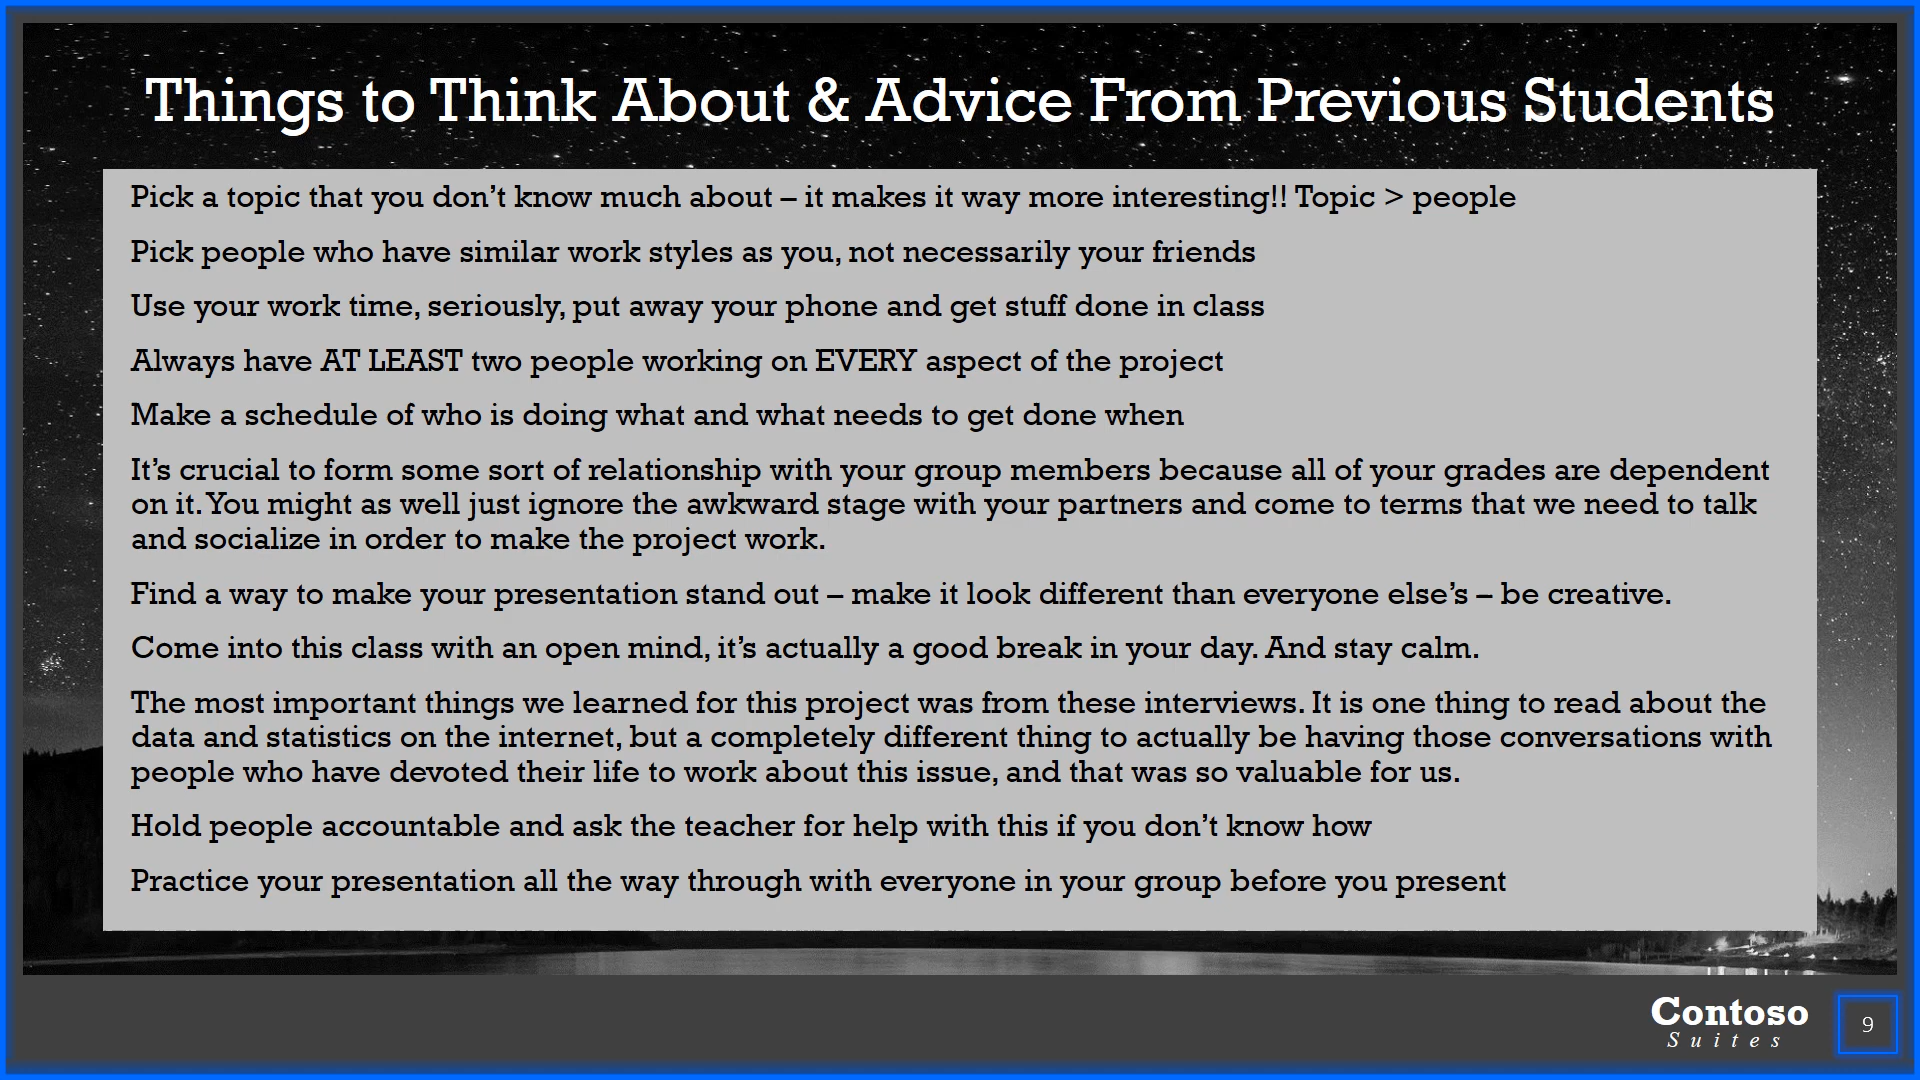 Things to Think About & Advice From Previous Students
Pick a topic that you don’t know much about – it makes it way more interesting!! Topic > people
Pick people who have similar work styles as you, not necessarily your friends
Use your work time, seriously, put away your phone and get stuff done in class
Always have AT LEAST two people working on EVERY aspect of the project
Make a schedule of who is doing what and what needs to get done when
It’s crucial to form some sort of relationship with your group members because all of your grades are dependent
on it. You might as well just ignore the awkward stage with your partners and come to terms that we need to talk
and socialize in order to make the project work.
Find a way to make your presentation stand out – make it look different than everyone else’s – be creative.
Come into this class with an open mind, it’s actually a good break in your day. And stay calm.
The most important things we learned for this project was from these interviews. It is one thing to read about the
data and statistics on the internet, but a completely different thing to actually be having those conversations with
people who have devoted their life to work about this issue, and that was so valuable for us.
Hold people accountable and ask the teacher for help with this if you don’t know how
Practice your presentation all the way through with everyone in your group before you present
Contoso
Suites
9